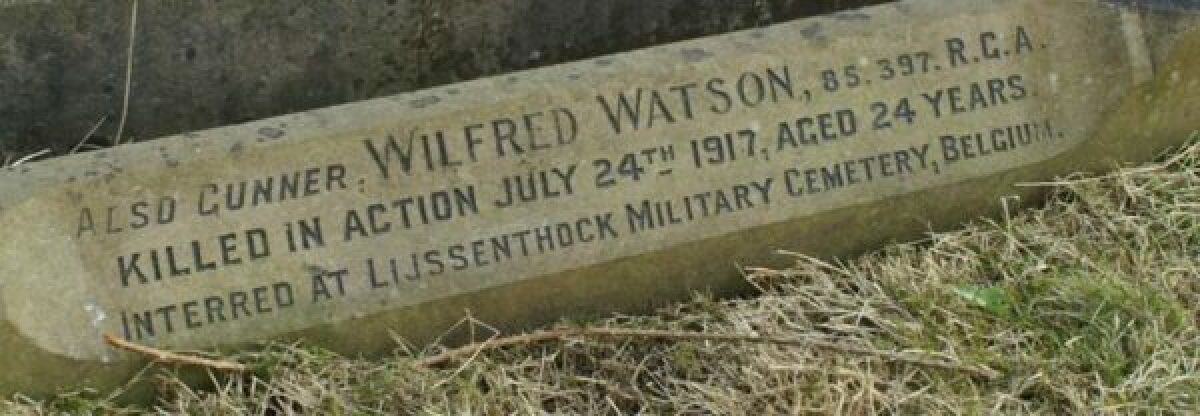 ALSO GUNNER, WILFRED WATSON, 85.397. R.G.A.
KILLED IN ACTION JULY 24TH 1917, AGED 24 YEARS.
INTERRED AT LIJSSENTHOCK MILITARY CEMETERY, BELGIUM.